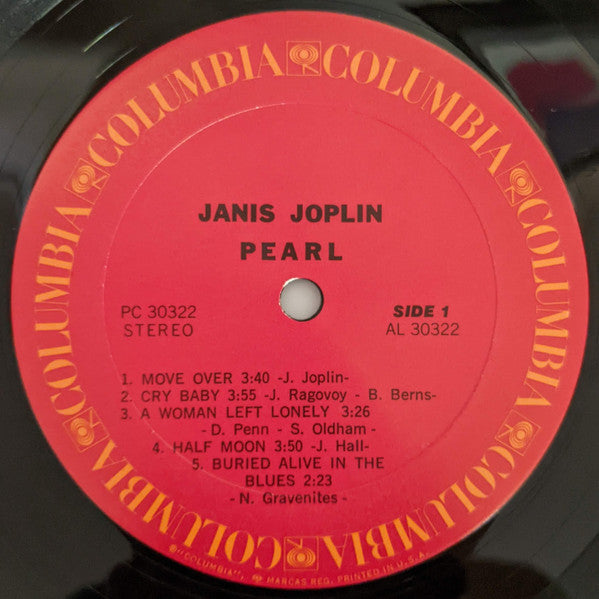 COLUMBIA COLUMBIA COLUMBIA COLUMBIA COLUMBIA COLUMBIA
JANIS JOPLIN
PEARL
PC 30322
STEREO
SIDE 1
AL 30322
1. MOVE OVER 3:40 -J. Joplin-
2. CRY BABY 3:55 -J. Ragovoy - B. Berns-
3. A WOMAN LEFT LONELY 3:26
- D. Penn - S. Oldham -
4. HALF MOON 3:50 -J. Hall-
5. BURIED ALIVE IN THE
BLUES 2:23
- N. Gravenites -
®"COLUMBIA", MARCAS REG. PRINTED IN U.S.A.